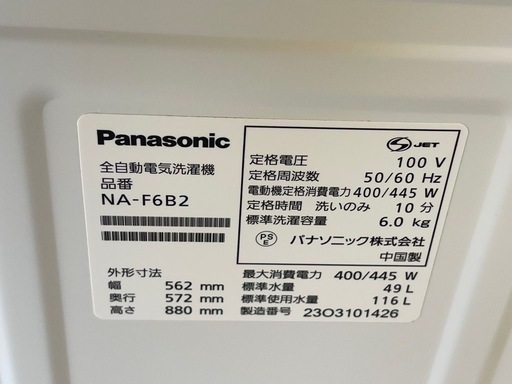 Panasonic
全自動電気洗濯機
品番
NA-F6B2
外形寸法
幅 562 mm
奥行 572 mm
高さ 880 mm
S JET
定格電圧 100 V
定格周波数 50/60 Hz
電動機定格消費電力 400/445 W
定格時間 洗いのみ 10 分
標準洗濯容量 6.0 kg
PS E パナソニック株式会社
中国製
最大消費電力 400/445 W
標準水量 49 L
標準使用水量 116 L
製造番号 23O3101426